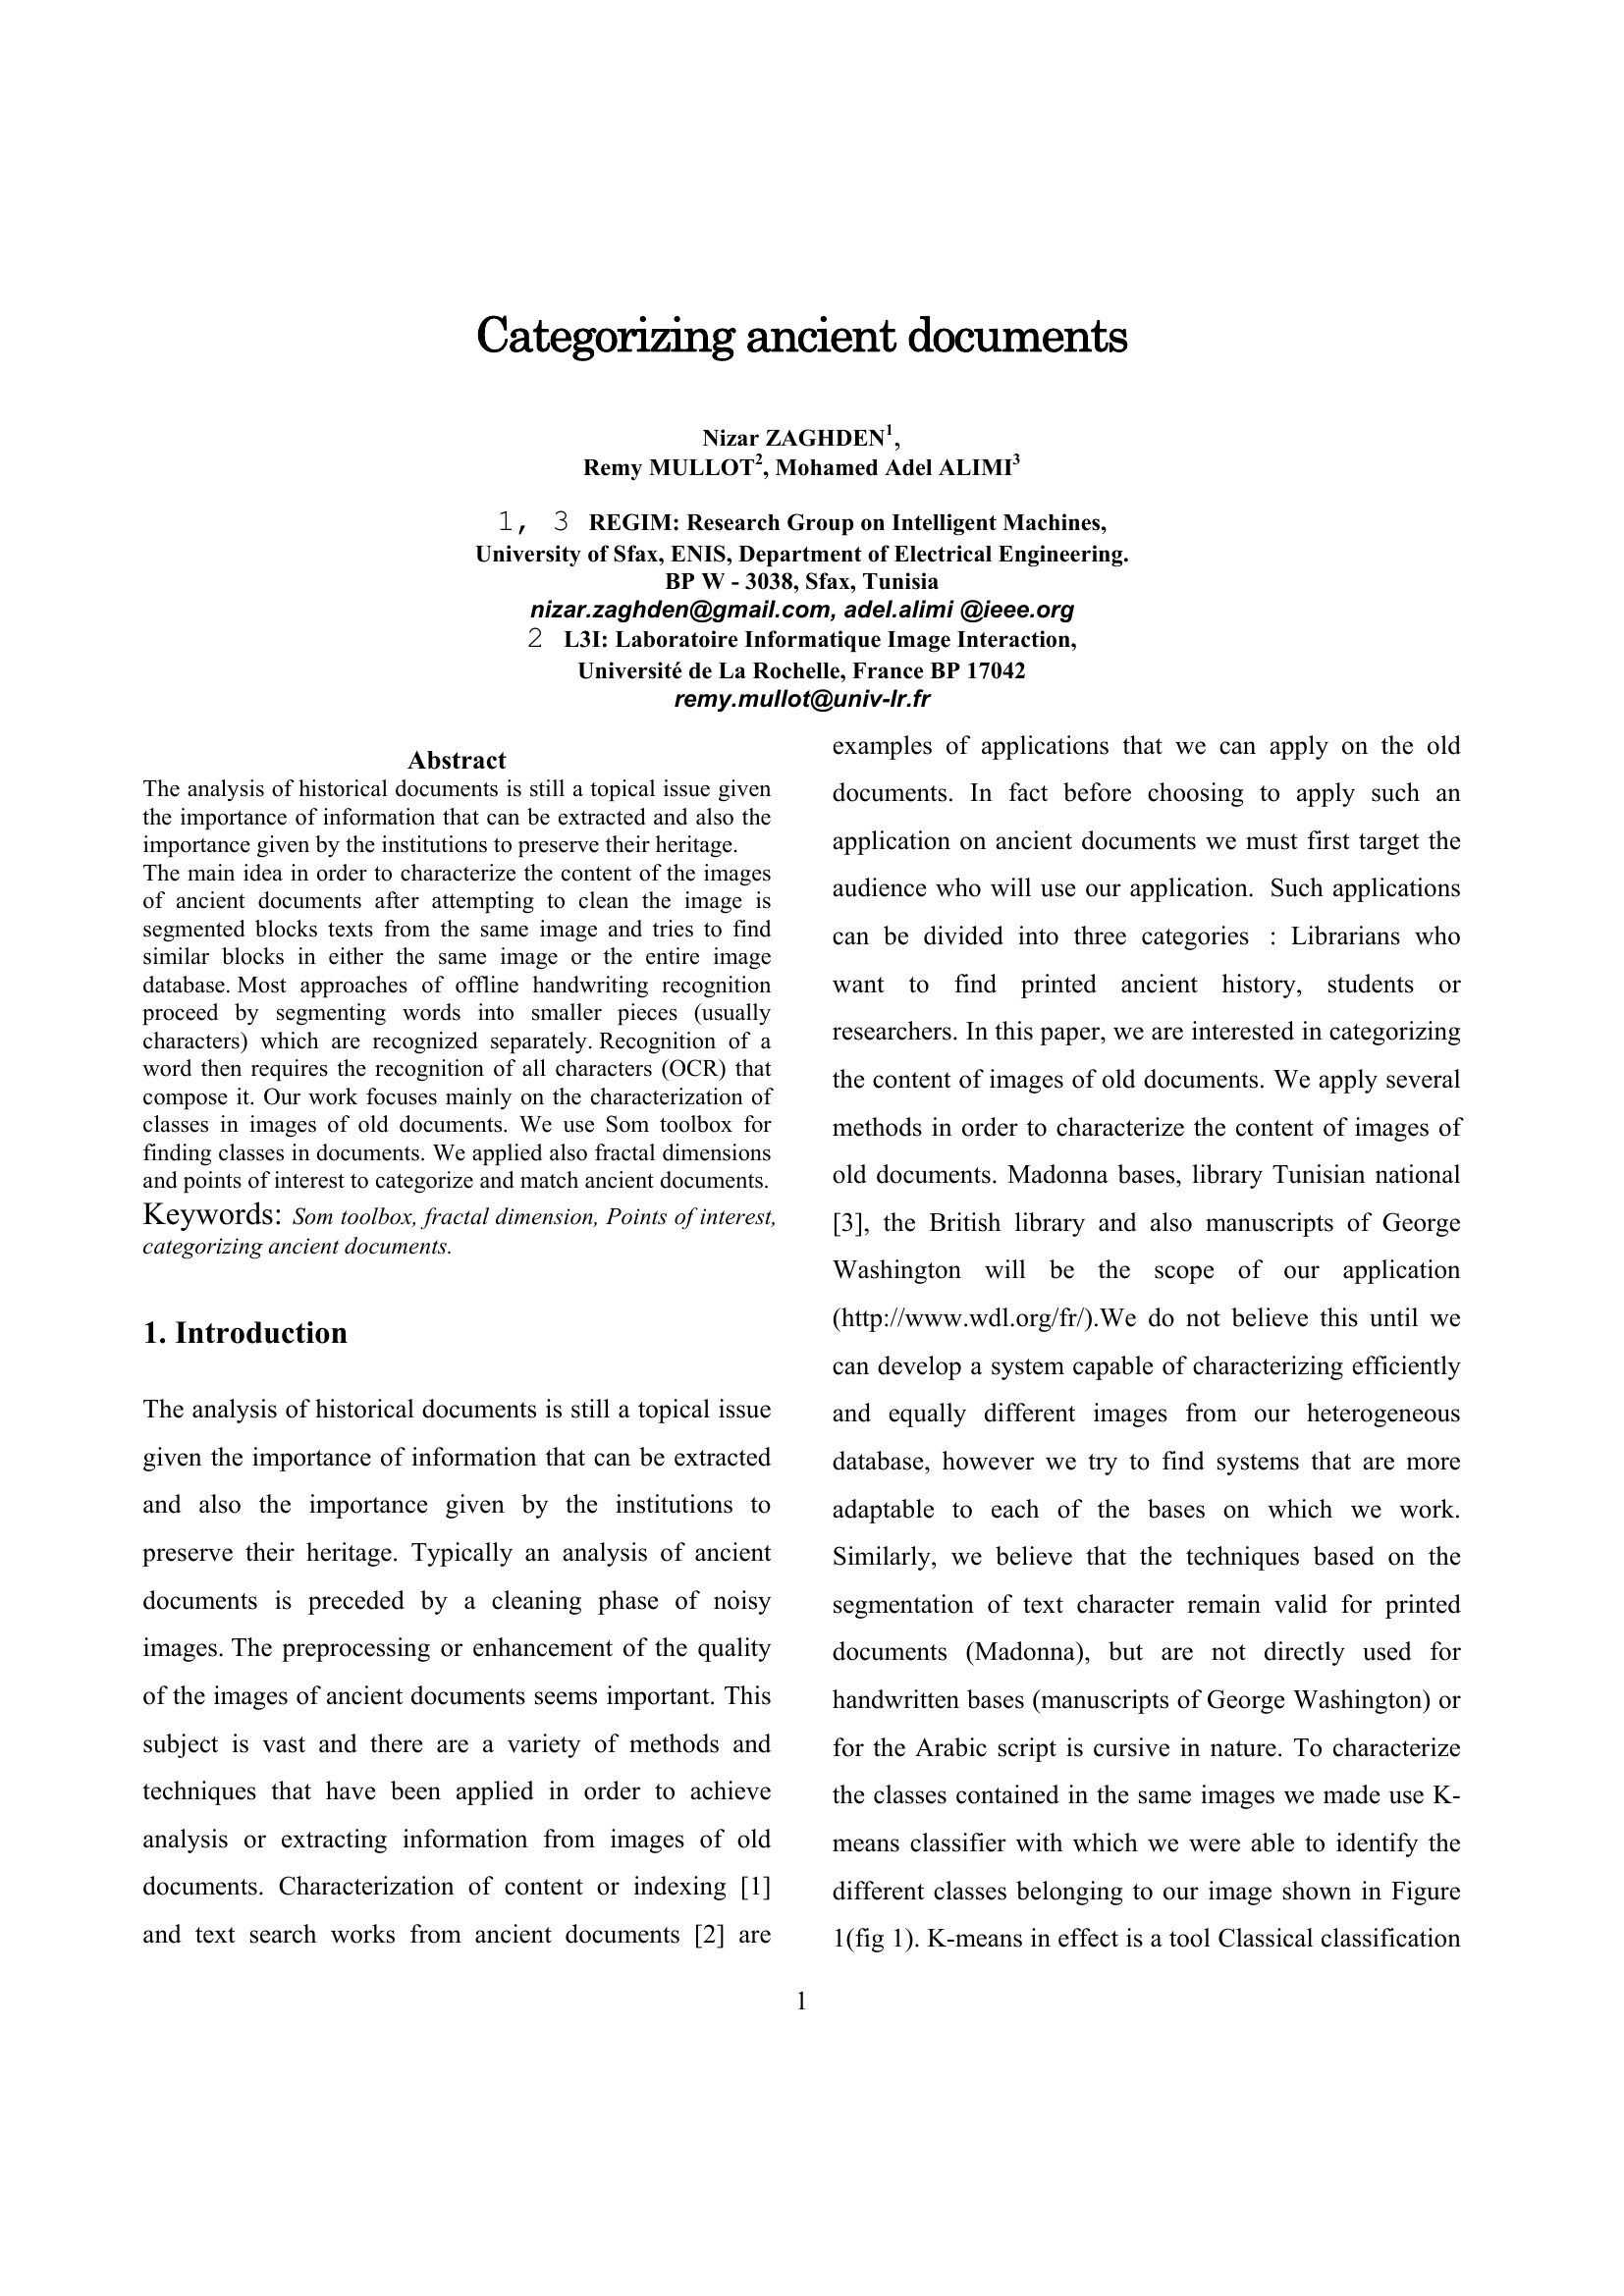 Categorizing ancient documents
Nizar ZAGHDEN1,
Remy MULLOT2, Mohamed Adel ALIMI3
1, 3 REGIM: Research Group on Intelligent Machines,
University of Sfax, ENIS, Department of Electrical Engineering.
BP W - 3038, Sfax, Tunisia
nizar.zaghden@gmail.com, adel.alimi @ieee.org
2 L3I: Laboratoire Informatique Image Interaction,
Université de La Rochelle, France BP 17042
remy.mullot@univ-lr.fr
Abstract
The analysis of historical documents is still a topical issue given
the importance of information that can be extracted and also the
importance given by the institutions to preserve their heritage.
The main idea in order to characterize the content of the images
of ancient documents after attempting to clean the image is
segmented blocks texts from the same image and tries to find
similar blocks in either the same image or the entire image
database. Most approaches of offline handwriting recognition
proceed by segmenting words into smaller pieces (usually
characters) which are recognized separately. Recognition of a
word then requires the recognition of all characters (OCR) that
compose it. Our work focuses mainly on the characterization of
classes in images of old documents. We use Som toolbox for
finding classes in documents. We applied also fractal dimensions
and points of interest to categorize and match ancient documents.
Keywords: Som toolbox, fractal dimension, Points of interest,
categorizing ancient documents.
1. Introduction
The analysis of historical documents is still a topical issue
given the importance of information that can be extracted
and also the importance given by the institutions to
preserve their heritage. Typically an analysis of ancient
documents is preceded by a cleaning phase of noisy
images. The preprocessing or enhancement of the quality
of the images of ancient documents seems important. This
subject is vast and there are a variety of methods and
techniques that have been applied in order to achieve
analysis or extracting information from images of old
documents. Characterization of content or indexing [1]
and text search works from ancient documents [2] are
examples of applications that we can apply on the old
documents. In fact before choosing to apply such an
application on ancient documents we must first target the
audience who will use our application. Such applications
can be divided into three categories : Librarians who
want to find printed ancient history, students or
researchers. In this paper, we are interested in categorizing
the content of images of old documents. We apply several
methods in order to characterize the content of images of
old documents. Madonna bases, library Tunisian national
[3], the British library and also manuscripts of George
Washington will be the scope of our application
(http://www.wdl.org/fr/).We do not believe this until we
can develop a system capable of characterizing efficiently
and equally different images from our heterogeneous
database, however we try to find systems that are more
adaptable to each of the bases on which we work.
Similarly, we believe that the techniques based on the
segmentation of text character remain valid for printed
documents (Madonna), but are not directly used for
handwritten bases (manuscripts of George Washington) or
for the Arabic script is cursive in nature. To characterize
the classes contained in the same images we made use K-
means classifier with which we were able to identify the
different classes belonging to our image shown in Figure
1(fig 1). K-means in effect is a tool Classical classification
1